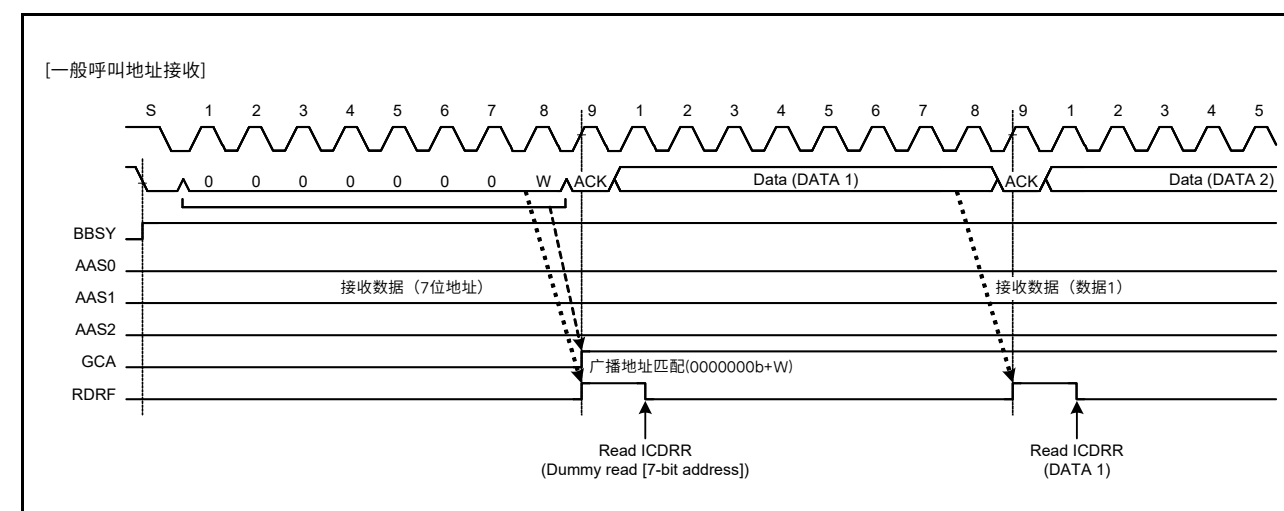 [一般呼叫地址接收]
S 1 2 3 4 5 6 7 8 9 1 2 3 4 5 6 7 8 9 1 2 3 4 5
0 0 0 0 0 0 0 W ACK Data (DATA 1) ACK Data (DATA 2)
BBSY
AAS0
接收数据（7位地址） 接收数据（数据1）
AAS1
AAS2
GCA
广播地址匹配(0000000b+W)
RDRF
Read ICDRR Read ICDRR
(Dummy read [7-bit address]) (DATA 1)